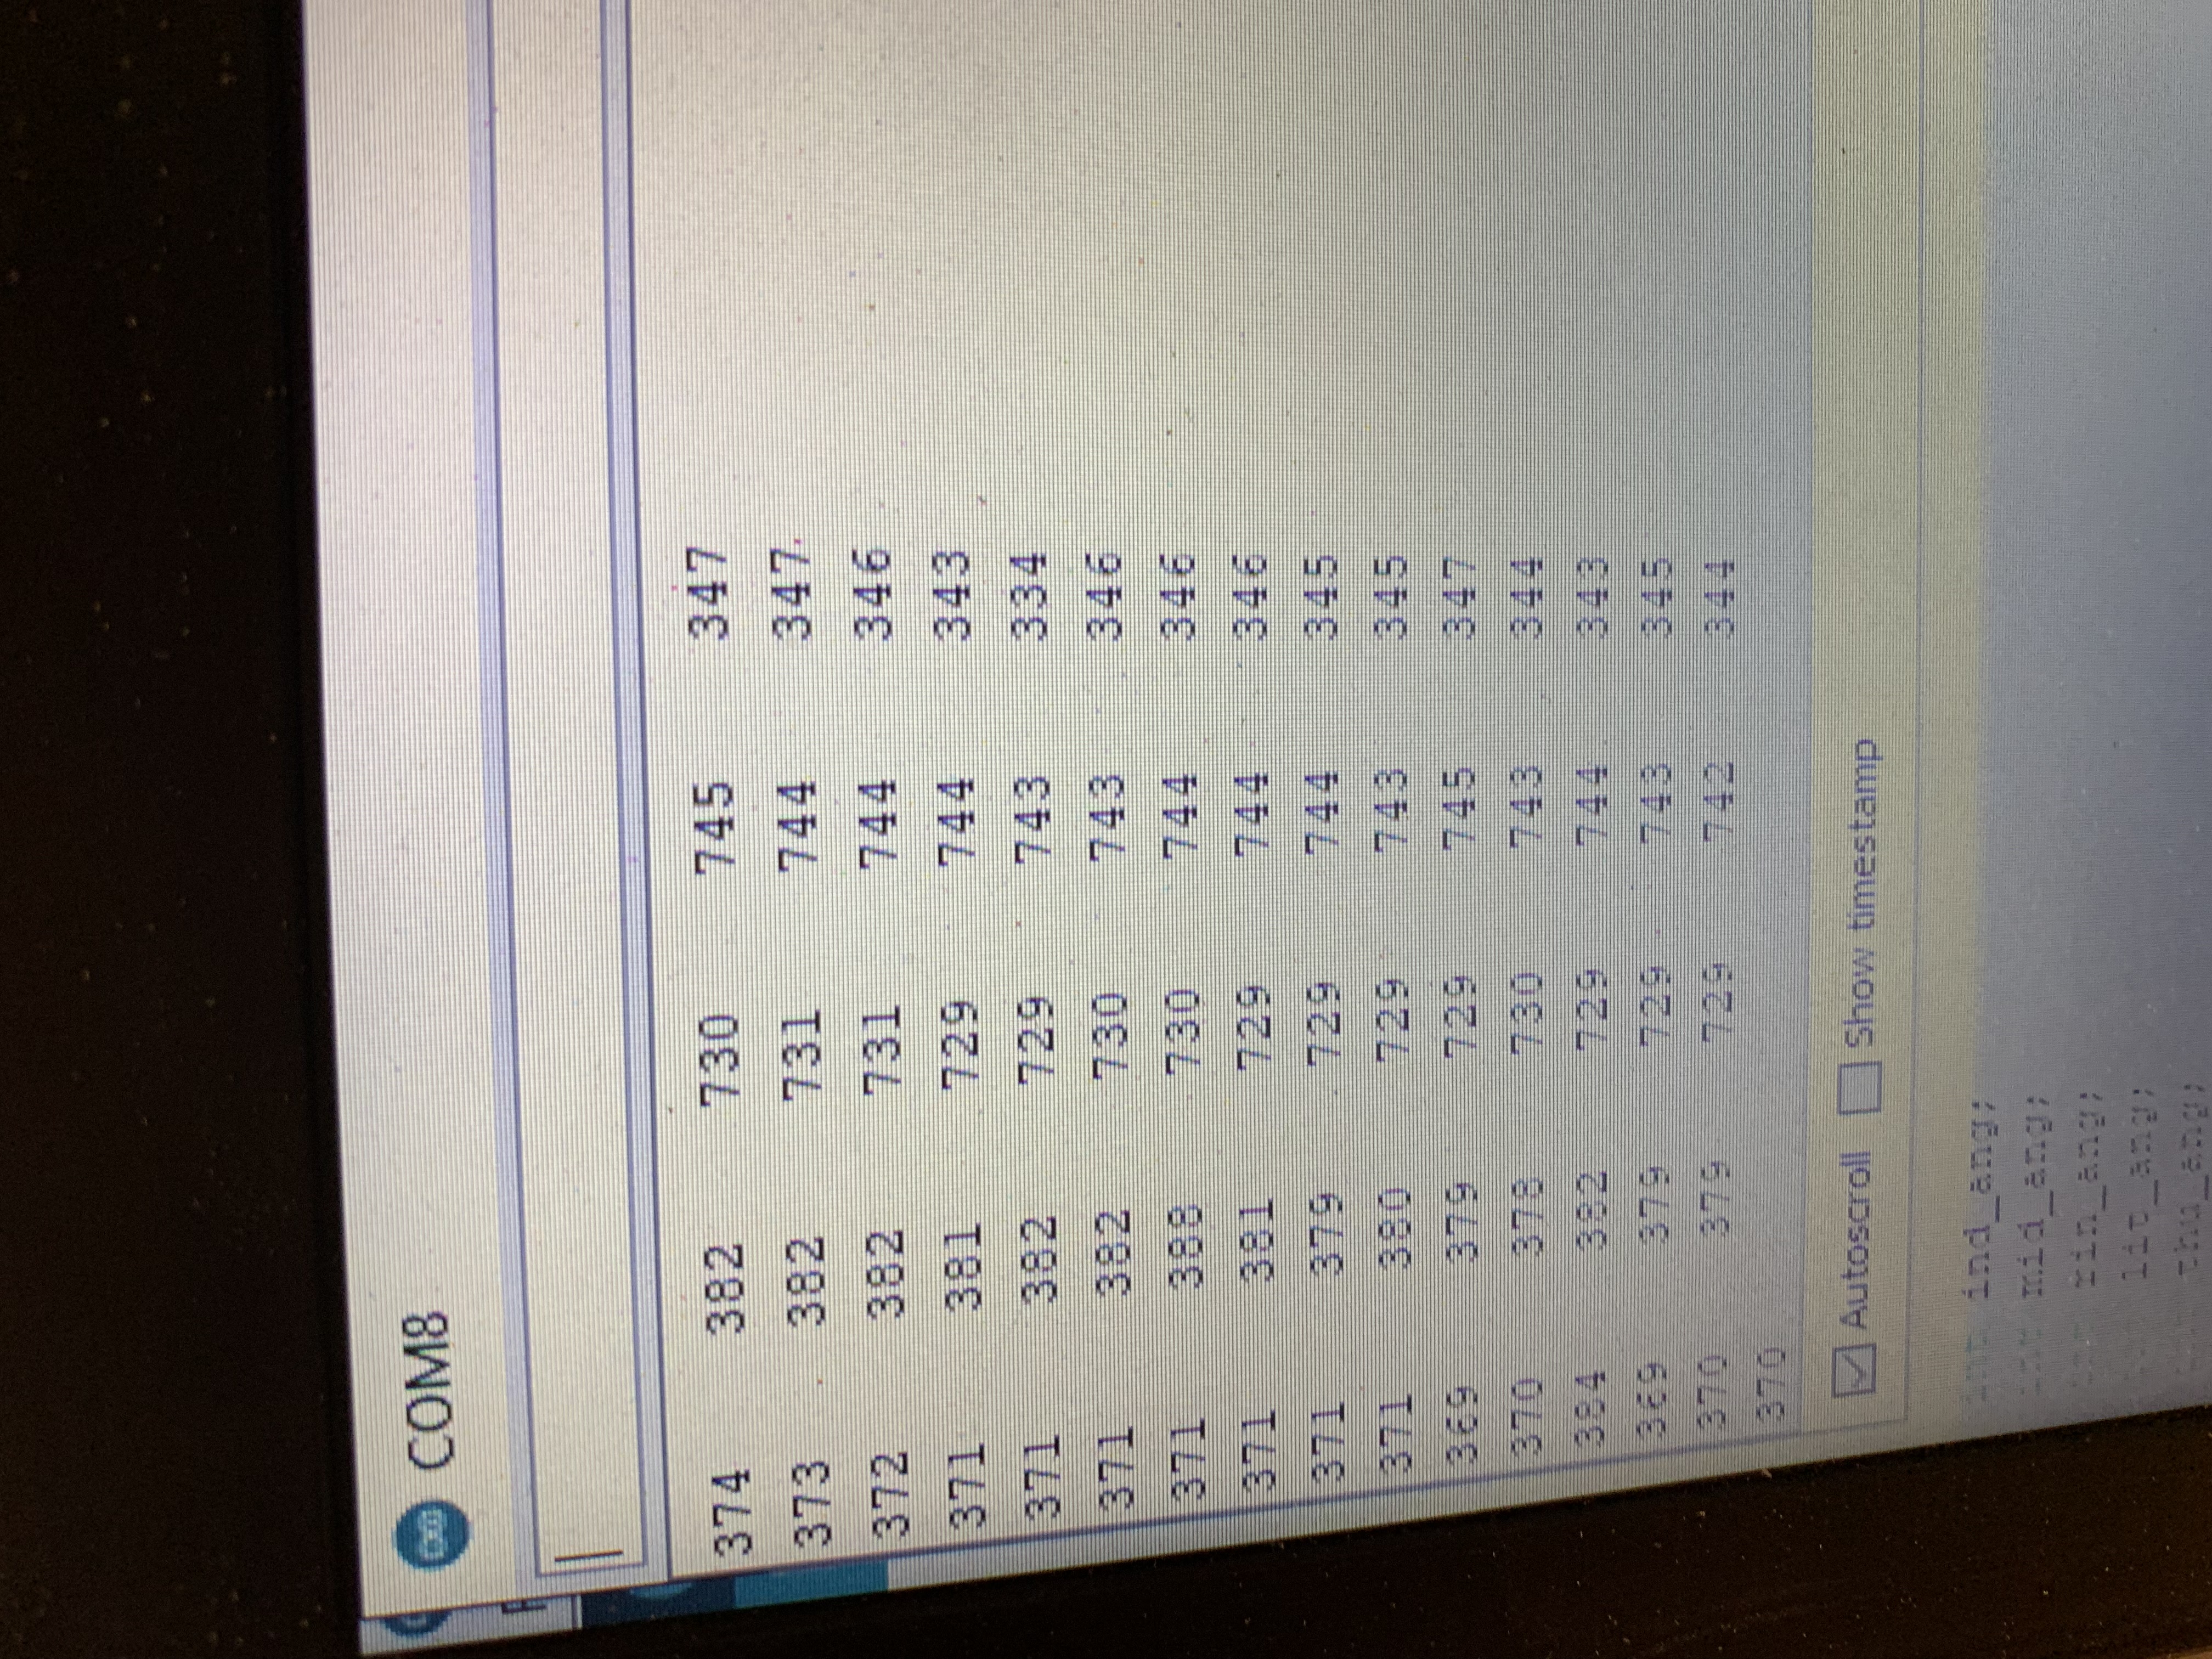 COM8
374 382 730 745 347
373 382 731 744 347
372 382 731 744 346
371 381 729 744 343
371 382 729 743 334
371 382 730 743 346
371 388 730 744 346
371 381 729 744 346
371 379 729 744 345
371 380 729 743 345
369 379 729 745 347
370 378 730 743 344
384 382 729 744 343
369 379 729 743 345
370 379 729 742 344
370
Autoscroll Show timestamp
int ind_ang;
int mid_ang;
rin_ang;
lit_ang;
thu_ang;